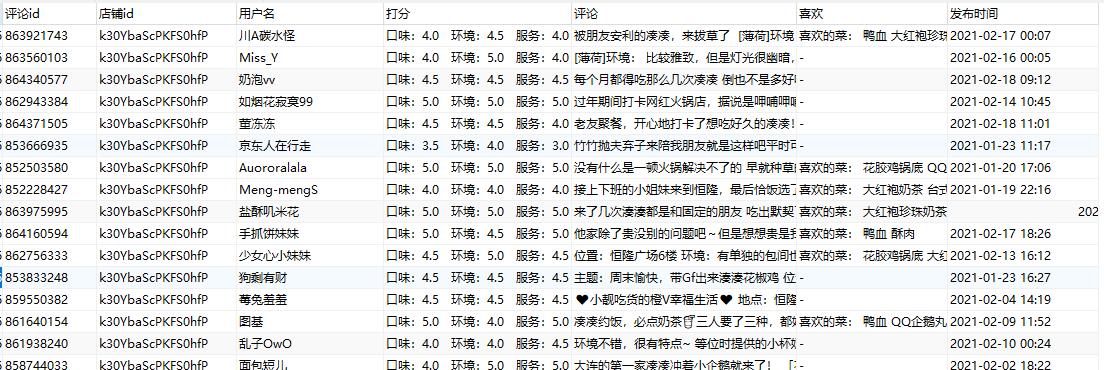 评论id 店铺id 用户名 打分 评论 喜欢 发布时间
863921743 k30YbaScPKFS0hfP 川A碳水怪 口味：4.0 环境：4.5 服务：4.0 被朋友安利的凑凑，来拔草了 [薄荷]环境 喜欢的菜： 鸭血 大红袍珍珠 2021-02-17 00:07
863560103 k30YbaScPKFS0hfP Miss_Y 口味：4.0 环境：5.0 服务：4.0 [薄荷]环境： 比较雅致，但是灯光很幽暗， - 2021-02-16 00:05
864340577 k30YbaScPKFS0hfP 奶泡vv 口味：4.5 环境：4.5 服务：4.5 每个月都得吃那么几次凑凑 倒也不是多好 - 2021-02-18 09:12
862943384 k30YbaScPKFS0hfP 如烟花寂寞99 口味：5.0 环境：5.0 服务：5.0 过年期间打卡网红火锅店，据说是呷哺呷 - 2021-02-14 10:45
864371505 k30YbaScPKFS0hfP 董冻冻 口味：4.5 环境：5.0 服务：4.0 老友聚餐，开心地打卡了想吃好久的凑凑！ - 2021-02-18 11:01
853666935 k30YbaScPKFS0hfP 京东人在行走 口味：3.5 环境：4.0 服务：3.0 竹竹抛夫弃子来陪我朋友就是这样吧平时 - 2021-01-23 11:17
852503580 k30YbaScPKFS0hfP Auororalala 口味：5.0 环境：5.0 服务：5.0 没有什么是一顿火锅解决不了的 早就种草 喜欢的菜： 花胶鸡锅底 QQ 2021-01-20 17:06
852228427 k30YbaScPKFS0hfP Meng-mengS 口味：4.0 环境：4.0 服务：4.0 接上下班的小姐妹来到恒隆，最后恰饭选 喜欢的菜： 大红袍奶茶 台式 2021-01-19 22:16
863975995 k30YbaScPKFS0hfP 盐酥叽米花 口味：5.0 环境：5.0 服务：5.0 来了几次凑凑都是和固定的朋友 吃出默契 喜欢的菜： 大红袍珍珠奶茶 202
864160594 k30YbaScPKFS0hfP 手抓饼妹妹 口味：5.0 环境：5.0 服务：5.0 他家除了贵没别的问题吧～但是想想贵是 喜欢的菜： 鸭血 酥肉 2021-02-17 18:26
862756333 k30YbaScPKFS0hfP 少女心小妹妹 口味：4.5 环境：5.0 服务：4.5 位置：恒隆广场6楼 环境：有单独的包间也 喜欢的菜： 花胶鸡锅底 大红 2021-02-13 16:12
853833248 k30YbaScPKFS0hfP 狗剩有财 口味：4.5 环境：4.5 服务：4.5 主题：周末愉快，带Gf出来凑凑花椒鸡 位 - 2021-01-23 16:27
859550382 k30YbaScPKFS0hfP 莓兔羞羞 口味：4.5 环境：4.5 服务：4.5 ❤小靓吃货的橙V幸福生活❤ 地点：恒隆 - 2021-02-04 14:19
861640154 k30YbaScPKFS0hfP 图基 口味：5.0 环境：4.0 服务：5.0 凑凑约饭，必点奶茶🥤三人要了三种，都 喜欢的菜： 鸭血 QQ企鹅丸 2021-02-09 11:52
861938240 k30YbaScPKFS0hfP 乱子OwO 口味：4.0 环境：4.0 服务：4.5 环境不错，很有特点~ 等位时提供的小杯 - 2021-02-10 00:24
858744033 k30YbaScPKFS0hfP 面包短儿 口味：4.0 环境：5.0 服务：5.0 大连的第一家凑凑冲着小企鹅就来了！ - 2021-02-02 18:22